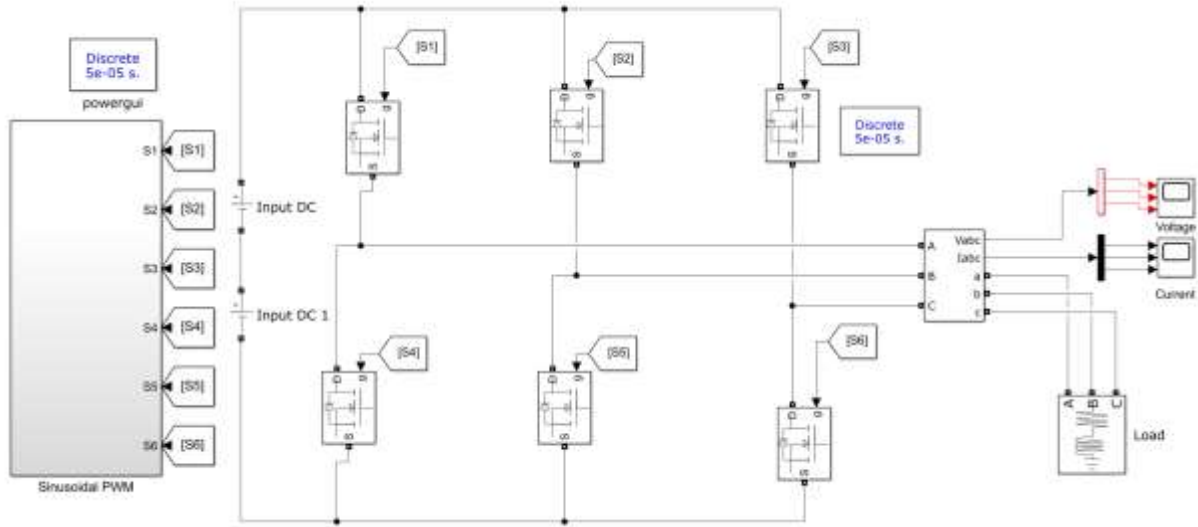 Discrete
5e-05 s.
powergui
S1
[S1]
S2
[S2]
S3
[S3]
S4
[S4]
S5
[S5]
S6
[S6]
Sinusoidal PWM
Input DC
Input DC 1
[S1]
[S2]
[S3]
D
g
S
D
g
S
D
g
S
Discrete
5e-05 s.
[S4]
[S5]
[S6]
D
g
S
D
g
S
D
g
S
A
B
C
Vabc
Iabc
a
b
c
Voltage
Current
A
B
C
Load